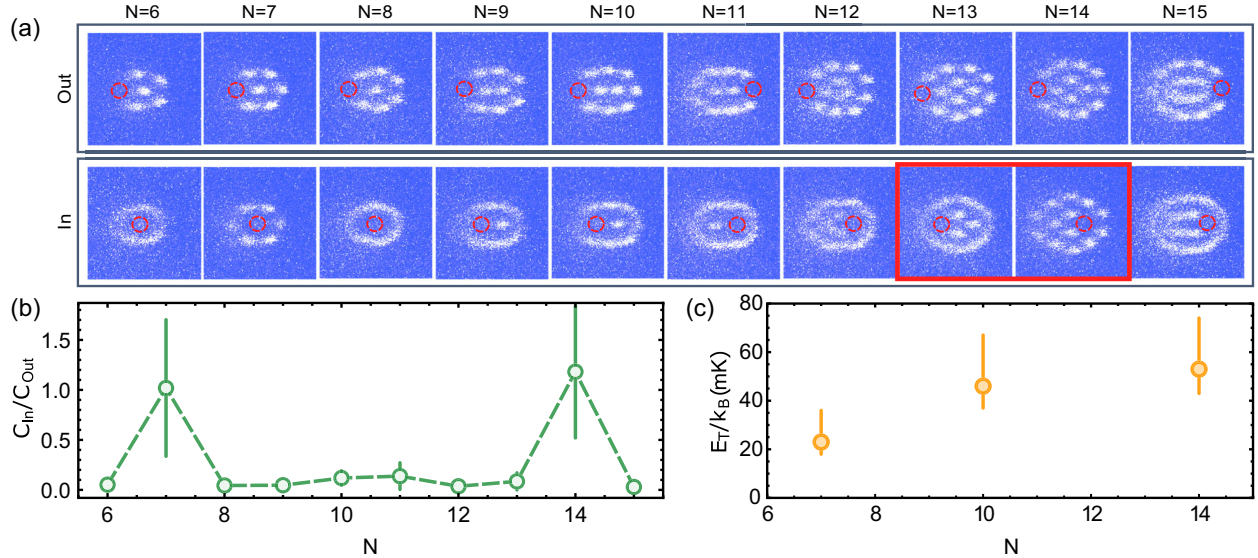 (a)
N=6 N=7 N=8 N=9 N=10 N=11 N=12 N=13 N=14 N=15
Out
In
(b)
C_In/C_Out
1.5
1.0
0.5
0.0
6 8 10 12 14
N
(c)
E_T/k_B (mK)
80
60
40
20
0
6 8 10 12 14
N